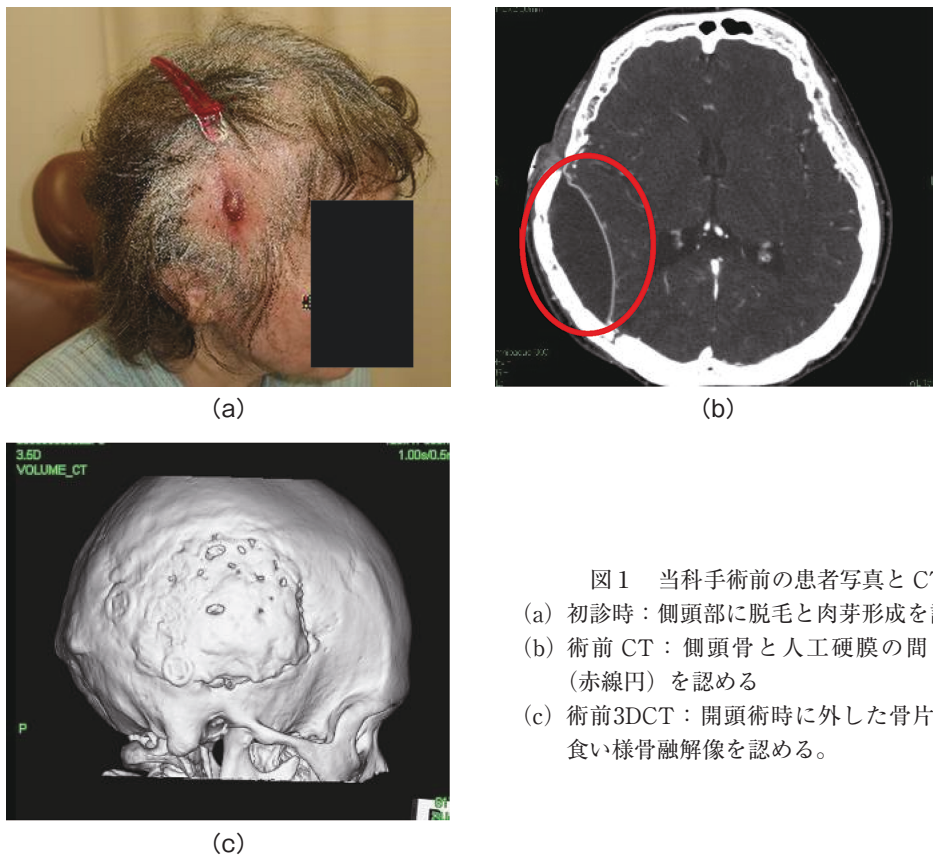 (a)
(b)
3.5D
VOLUME_CT
1.00s/0.5
P
(c)
図1 当科手術前の患者写真と CT
(a) 初診時:側頭部に脱毛と肉芽形成を
(b) 術前 CT:側頭骨と人工硬膜の間
(赤線円)を認める
(c) 術前3DCT:開頭術時に外した骨片
食い様骨融解像を認める。